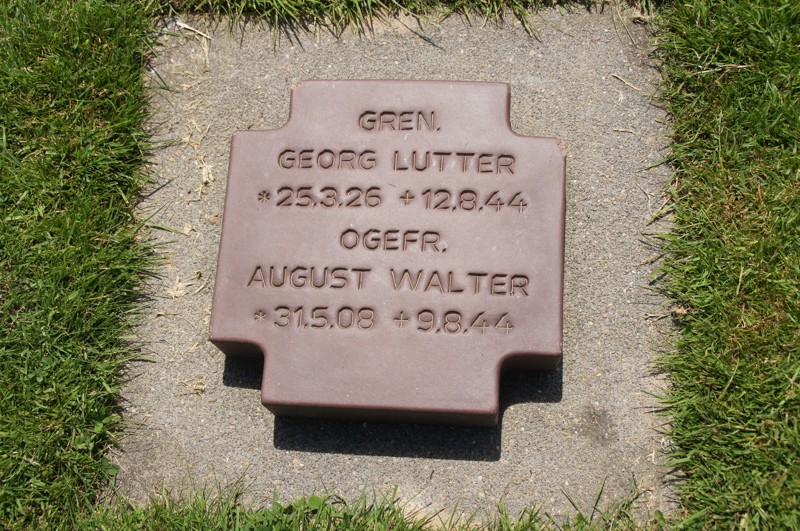 GREN.
GEORG LUTTER
*25.3.26 +12.8.44
OGEFR.
AUGUST WALTER
*31.5.08 +9.8.44